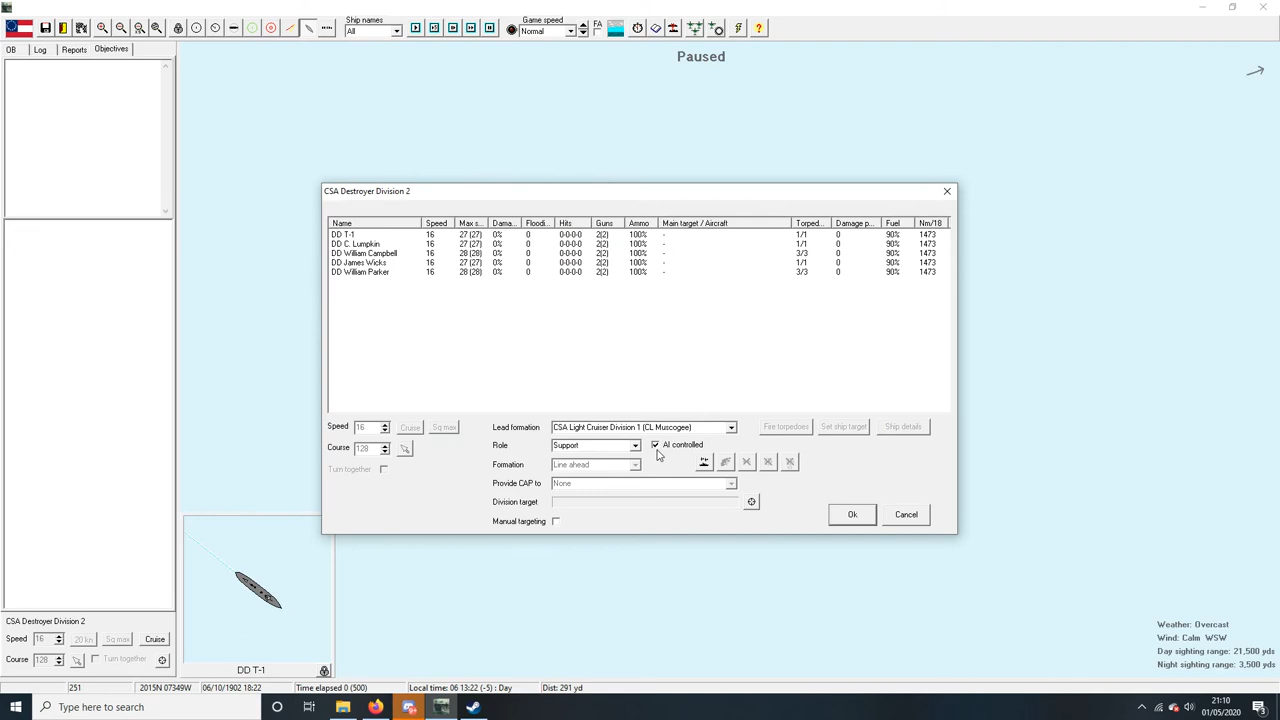 Ship names
Game speed
All
Normal
FA
OB
Log
Reports
Objectives
Paused
CSA Destroyer Division 2
Name Speed Max s... Dama... Floodi... Hits Guns Ammo Main target / Aircraft Torped... Damage p... Fuel Nm/18
DD T-1 16 27 (27) 0% 0 0-0-0-0 2(2) 100% - 1/1 0 90% 1473
DD C. Lumpkin 16 27 (27) 0% 0 0-0-0-0 2(2) 100% - 1/1 0 90% 1473
DD William Campbell 16 28 (28) 0% 0 0-0-0-0 2(2) 100% - 3/3 0 90% 1473
DD James Wicks 16 27 (27) 0% 0 0-0-0-0 2(2) 100% - 1/1 0 90% 1473
DD William Parker 16 28 (28) 0% 0 0-0-0-0 2(2) 100% - 3/3 0 90% 1473
Speed 16 Cruise Sq max
Course 128
Turn together
Lead formation CSA Light Cruiser Division 1 (CL Muscogee)
Role Support AI controlled
Formation Line ahead
Provide CAP to None
Division target
Manual targeting
Fire torpedoes Set ship target Ship details
Ok Cancel
CSA Destroyer Division 2
Speed 16 20 kn Sq max Cruise
Course 128 Turn together
DD T-1
Weather: Overcast
Wind: Calm WSW
Day sighting range: 21,500 yds
Night sighting range: 3,500 yds
251 2015N 07349W 06/10/1902 18:22 Time elapsed 0 (500) Local time: 06 13:22 (-5) : Day Dist: 291 yd
Type here to search
21:10
01/05/2020
3